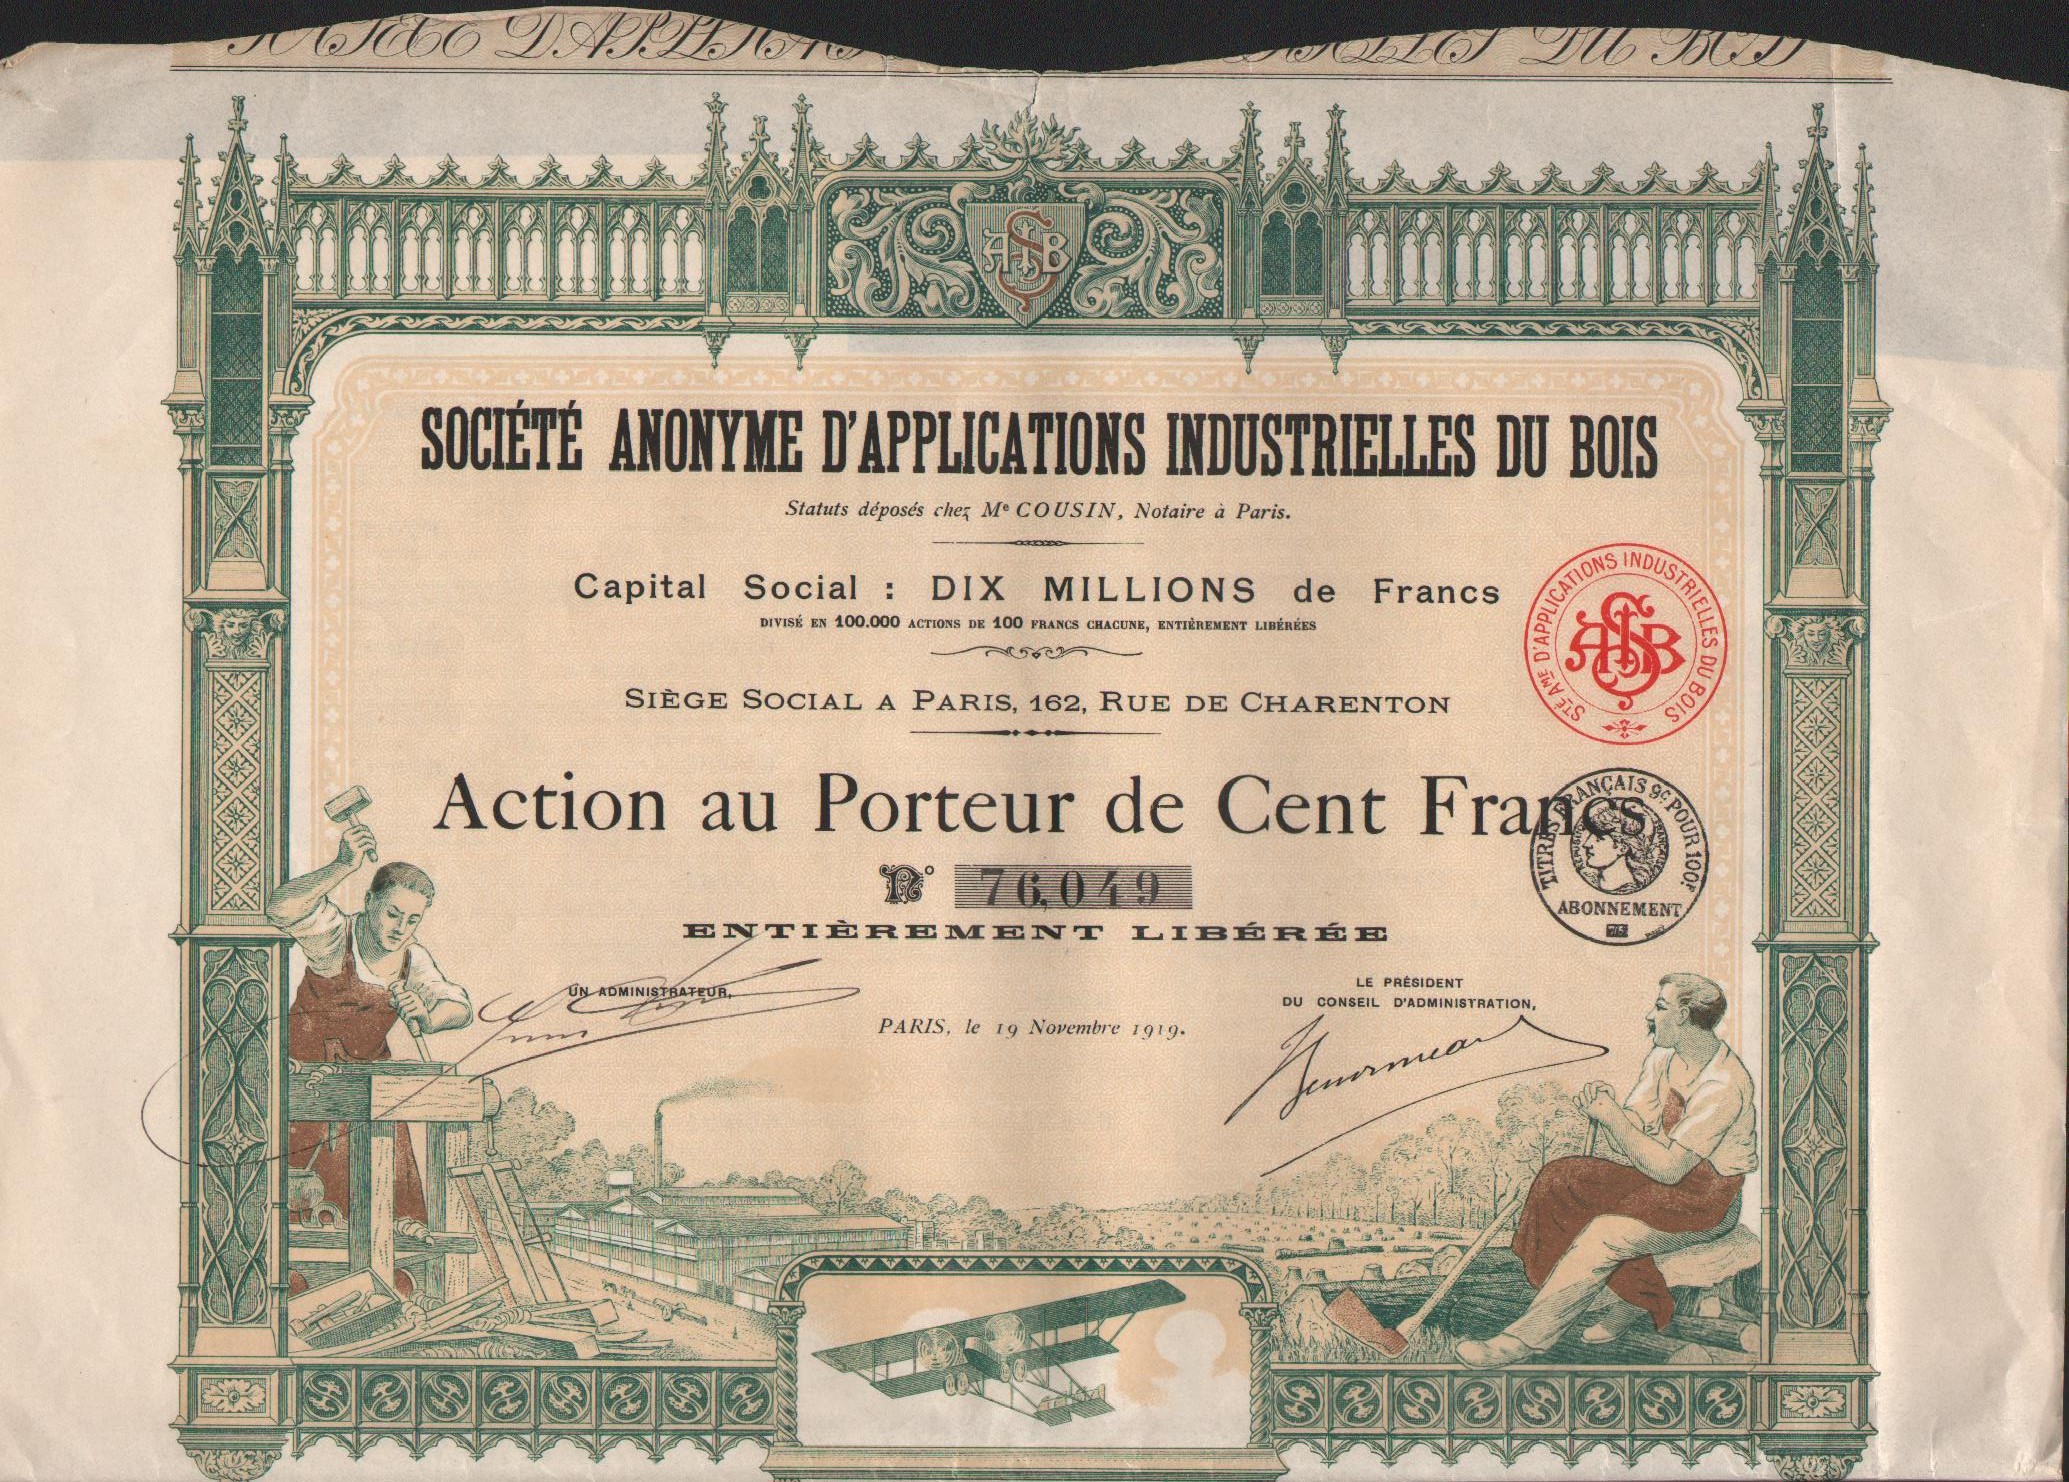 SOCIÉTÉ ANONYME D'APPLICATIONS INDUSTRIELLES DU BOIS
Statuts déposés chez Mᵉ COUSIN, Notaire à Paris.
Capital Social : DIX MILLIONS de Francs
DIVISÉ EN 100.000 ACTIONS DE 100 FRANCS CHACUNE, ENTIÈREMENT LIBÉRÉES
SIÈGE SOCIAL A PARIS, 162, RUE DE CHARENTON
STÉ AME D'APPLICATIONS INDUSTRIELLES DU BOIS
SAIB
Action au Porteur de Cent Francs
TITRES FRANÇAIS 9ᶜ POUR 100ᶠ
ABONNEMENT
N° 76,049
ENTIÈREMENT LIBÉRÉE
UN ADMINISTRATEUR,
LE PRÉSIDENT
DU CONSEIL D'ADMINISTRATION,
PARIS, le 19 Novembre 1919.